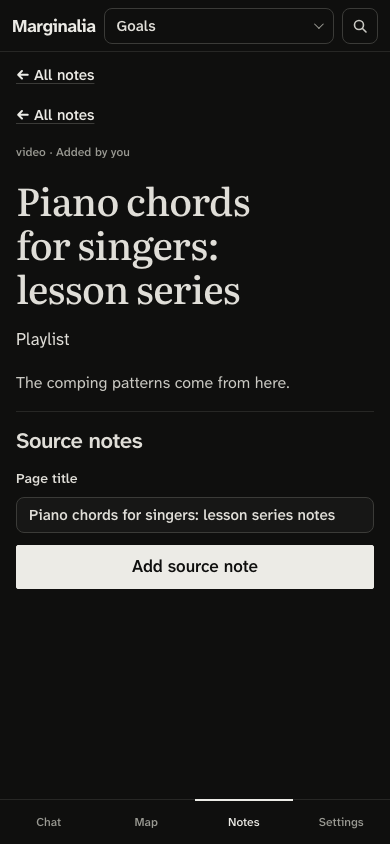 Marginalia
Goals
← All notes
← All notes
video · Added by you
Piano chords
for singers:
lesson series
Playlist
The comping patterns come from here.
Source notes
Page title
Piano chords for singers: lesson series notes
Add source note
Chat
Map
Notes
Settings